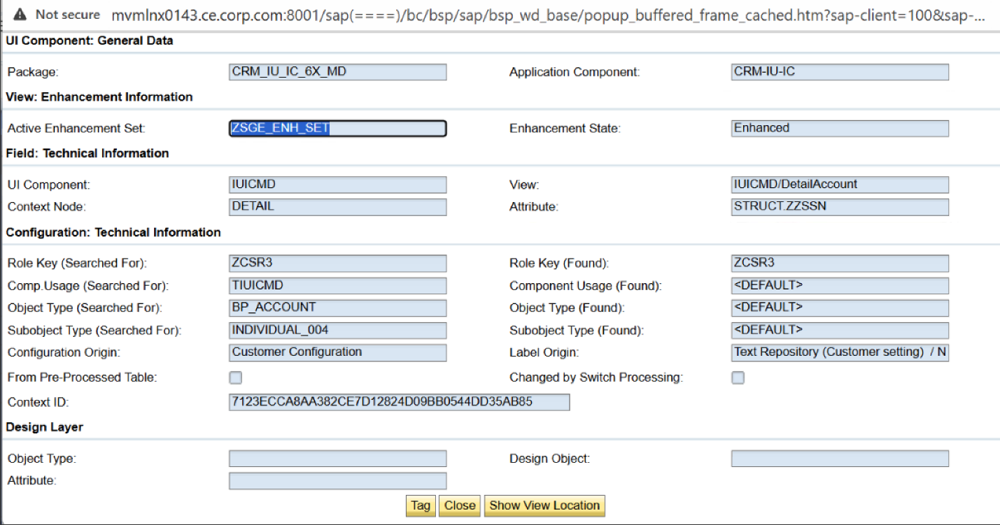 Not secure mvmlnx0143.ce.corp.com:8001/sap(====)/bc/bsp/sap/bsp_wd_base/popup_buffered_frame_cached.htm?sap-client=100&sap-...
UI Component: General Data
Package: CRM_IU_IC_6X_MD Application Component: CRM-IU-IC
View: Enhancement Information
Active Enhancement Set: ZSGE_ENH_SET Enhancement State: Enhanced
Field: Technical Information
UI Component: IUICMD View: IUICMD/DetailAccount
Context Node: DETAIL Attribute: STRUCT.ZZSSN
Configuration: Technical Information
Role Key (Searched For): ZCSR3 Role Key (Found): ZCSR3
Comp.Usage (Searched For): TIUICMD Component Usage (Found): <DEFAULT>
Object Type (Searched For): BP_ACCOUNT Object Type (Found): <DEFAULT>
Subobject Type (Searched For): INDIVIDUAL_004 Subobject Type (Found): <DEFAULT>
Configuration Origin: Customer Configuration Label Origin: Text Repository (Customer setting) / N
From Pre-Processed Table: Changed by Switch Processing:
Context ID: 7123ECCA8AA382CE7D12824D09BB0544DD35AB85
Design Layer
Object Type: Design Object:
Attribute:
Tag Close Show View Location